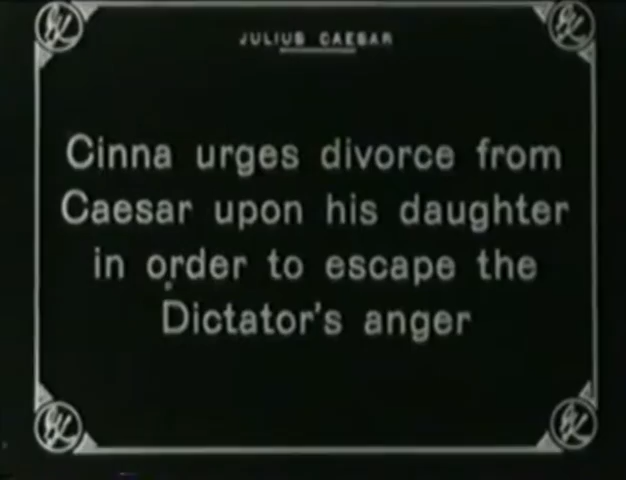 JULIUS CAESAR
Cinna urges divorce from
Caesar upon his daughter
in order to escape the
Dictator's anger